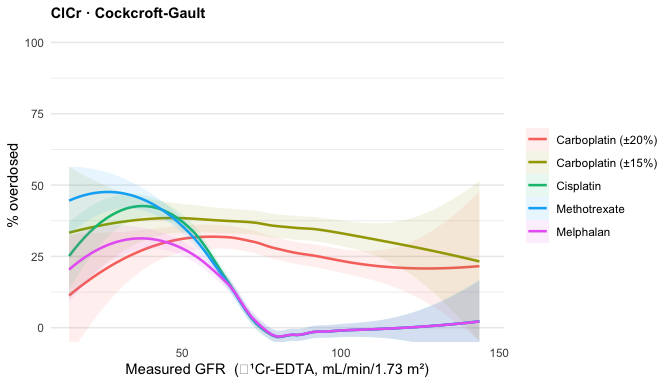 ClCr · Cockcroft-Gault
100
75
50
25
0
% overdosed
50
100
150
Measured GFR (□¹Cr-EDTA, mL/min/1.73 m²)
Carboplatin (±20%)
Carboplatin (±15%)
Cisplatin
Methotrexate
Melphalan